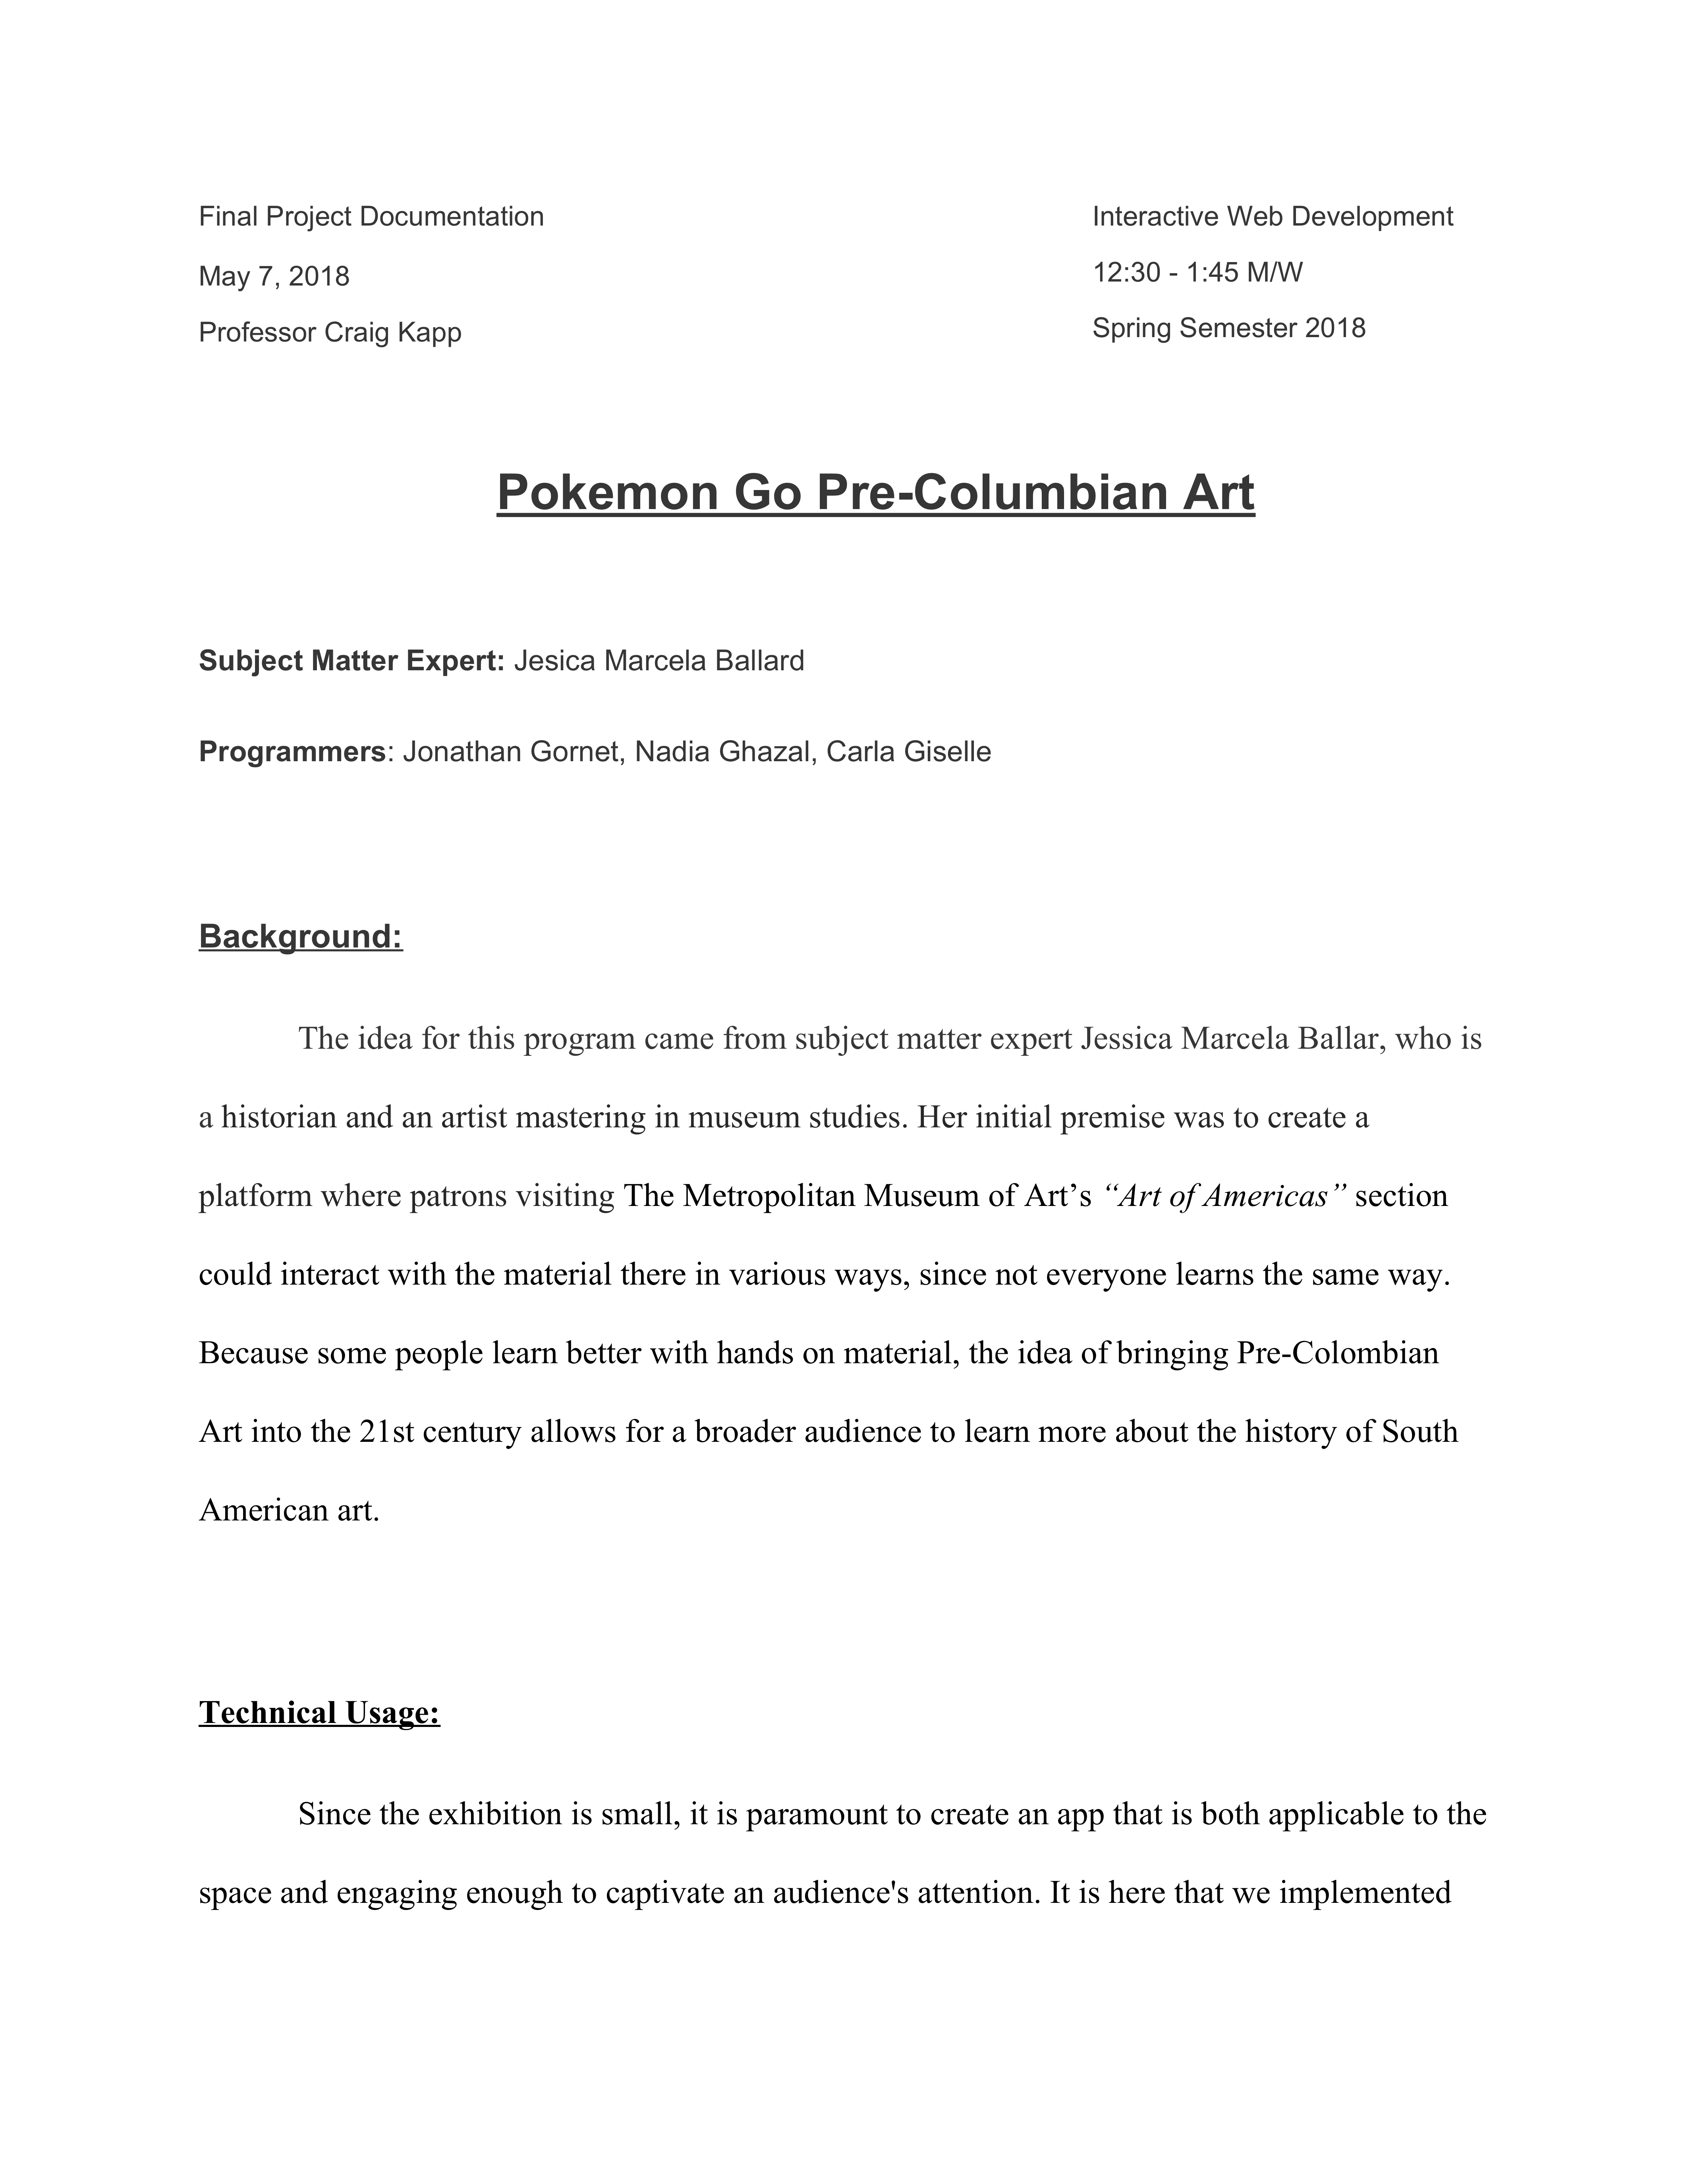 Final Project Documentation
May 7, 2018
Professor Craig Kapp
Interactive Web Development
12:30 - 1:45 M/W
Spring Semester 2018
Pokemon Go Pre-Columbian Art
Subject Matter Expert: Jesica Marcela Ballard
Programmers: Jonathan Gornet, Nadia Ghazal, Carla Giselle
Background:
The idea for this program came from subject matter expert Jessica Marcela Ballar, who is
a historian and an artist mastering in museum studies. Her initial premise was to create a
platform where patrons visiting The Metropolitan Museum of Art’s “Art of Americas” section
could interact with the material there in various ways, since not everyone learns the same way.
Because some people learn better with hands on material, the idea of bringing Pre-Colombian
Art into the 21st century allows for a broader audience to learn more about the history of South
American art.
Technical Usage:
Since the exhibition is small, it is paramount to create an app that is both applicable to the
space and engaging enough to captivate an audience's attention. It is here that we implemented